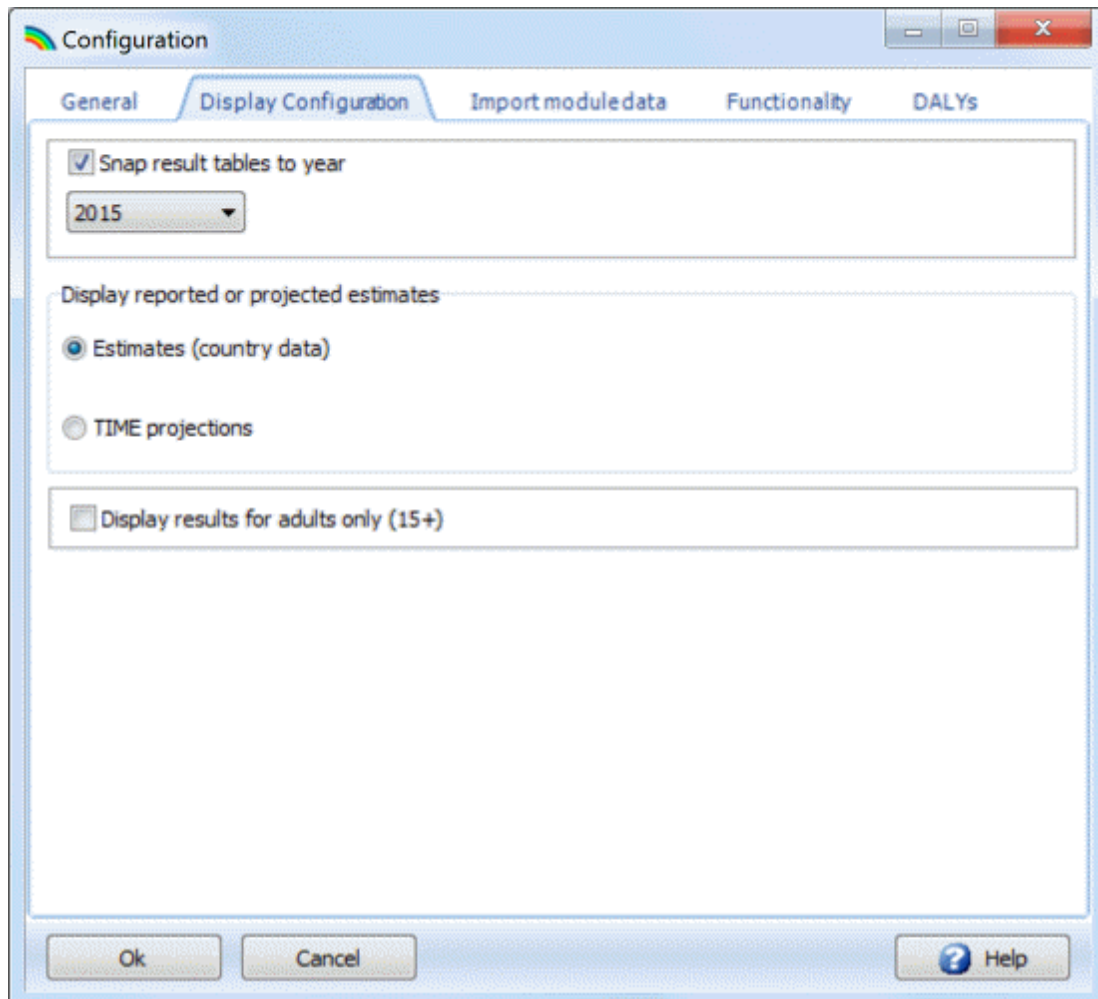 Configuration
General Display Configuration Import module data Functionality DALYs
Snap result tables to year
2015
Display reported or projected estimates
Estimates (country data)
TIME projections
Display results for adults only (15+)
Ok Cancel Help